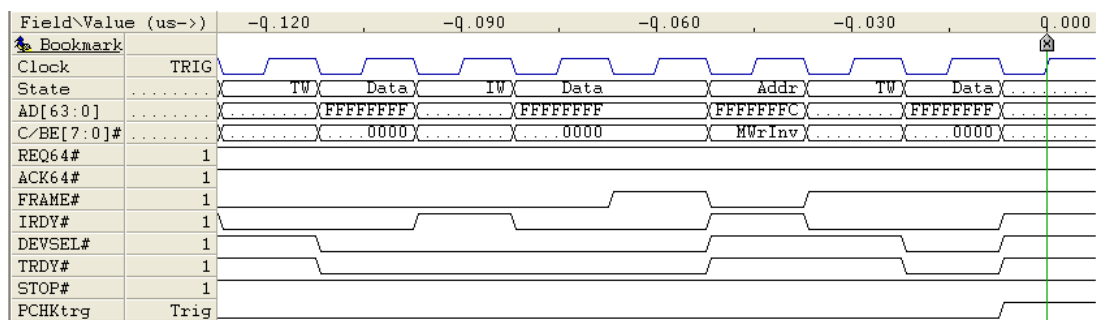 Field\Value (us->) -0.120 -0.090 -0.060 -0.030 0.000
Bookmark
Clock TRIG
State ........ TW Data IW Data Addr TW Data ........
AD[63:0] ........ ........ FFFFFFFF ........ FFFFFFFF FFFFFFFC ........ FFFFFFFF ........
C/BE[7:0]# ........ ........ ....0000 ........ ....0000 MWrInv ........ ....0000 ........
REQ64# 1
ACK64# 1
FRAME# 1
IRDY# 1
DEVSEL# 1
TRDY# 1
STOP# 1
PCHKtrg Trig